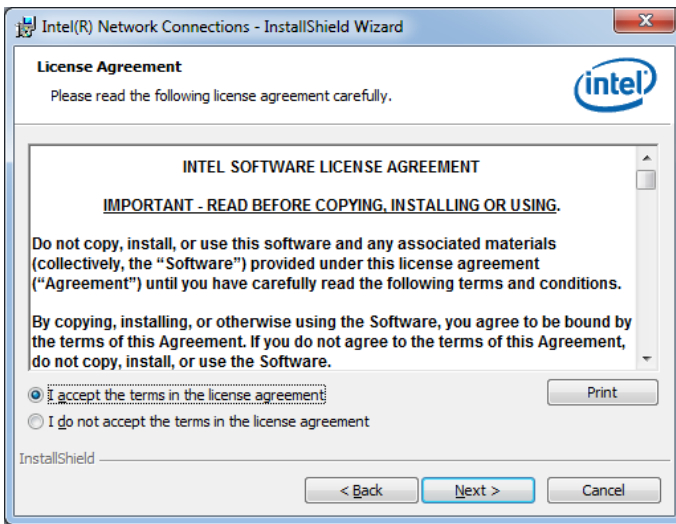 Intel(R) Network Connections - InstallShield Wizard
License Agreement
Please read the following license agreement carefully.
intel
INTEL SOFTWARE LICENSE AGREEMENT
IMPORTANT - READ BEFORE COPYING, INSTALLING OR USING.
Do not copy, install, or use this software and any associated materials
(collectively, the “Software”) provided under this license agreement
(“Agreement”) until you have carefully read the following terms and conditions.
By copying, installing, or otherwise using the Software, you agree to be bound by
the terms of this Agreement. If you do not agree to the terms of this Agreement,
do not copy, install, or use the Software.
I accept the terms in the license agreement
Print
I do not accept the terms in the license agreement
InstallShield
< Back
Next >
Cancel